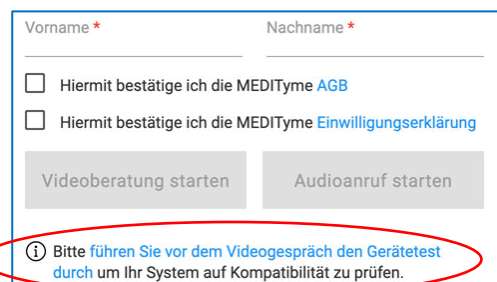 Vorname * Nachname *
Hiermit bestätige ich die MEDITyme AGB
Hiermit bestätige ich die MEDITyme Einwilligungserklärung
Videoberatung starten Audioanruf starten
Bitte führen Sie vor dem Videogespräch den Gerätetest
durch um Ihr System auf Kompatibilität zu prüfen.